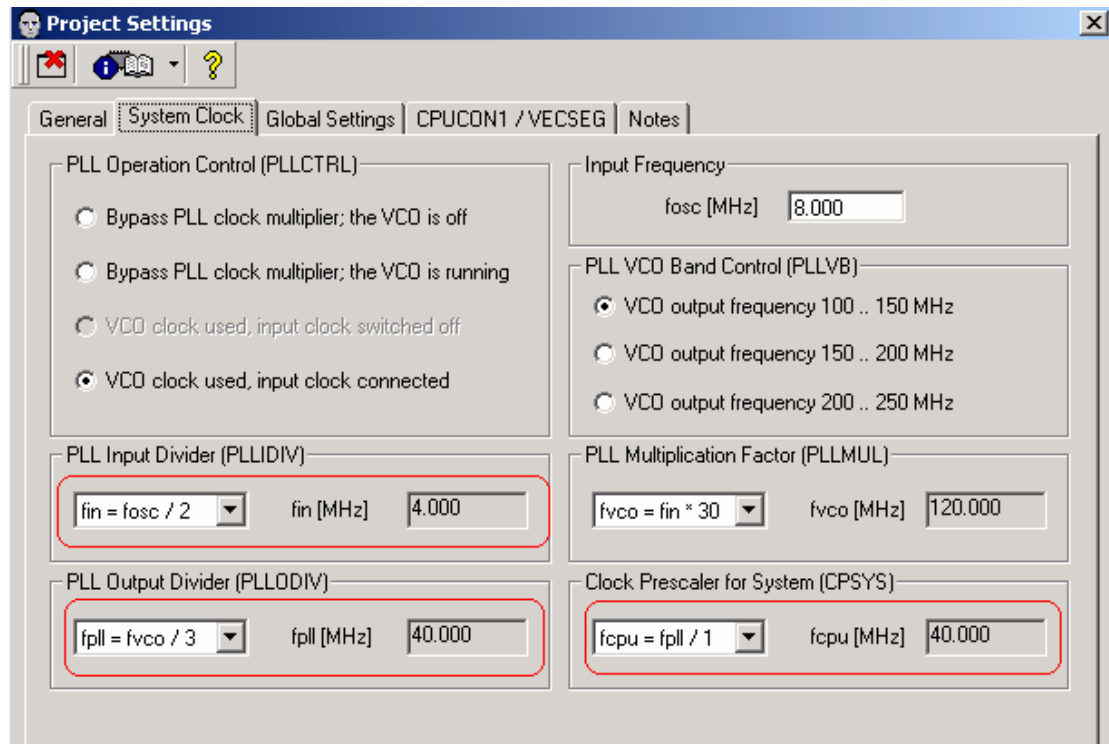 Project Settings
General System Clock Global Settings CPUCON1 / VECSEG Notes
PLL Operation Control (PLLCTRL)
Bypass PLL clock multiplier; the VCO is off
Bypass PLL clock multiplier; the VCO is running
VCO clock used, input clock switched off
VCO clock used, input clock connected
Input Frequency
fosc [MHz] 8.000
PLL VCO Band Control (PLLVB)
VCO output frequency 100 .. 150 MHz
VCO output frequency 150 .. 200 MHz
VCO output frequency 200 .. 250 MHz
PLL Input Divider (PLLIDIV)
fin = fosc / 2 fin [MHz] 4.000
PLL Multiplication Factor (PLLMUL)
fvco = fin * 30 fvco [MHz] 120.000
PLL Output Divider (PLLODIV)
fpll = fvco / 3 fpll [MHz] 40.000
Clock Prescaler for System (CPSYS)
fcpu = fpll / 1 fcpu [MHz] 40.000